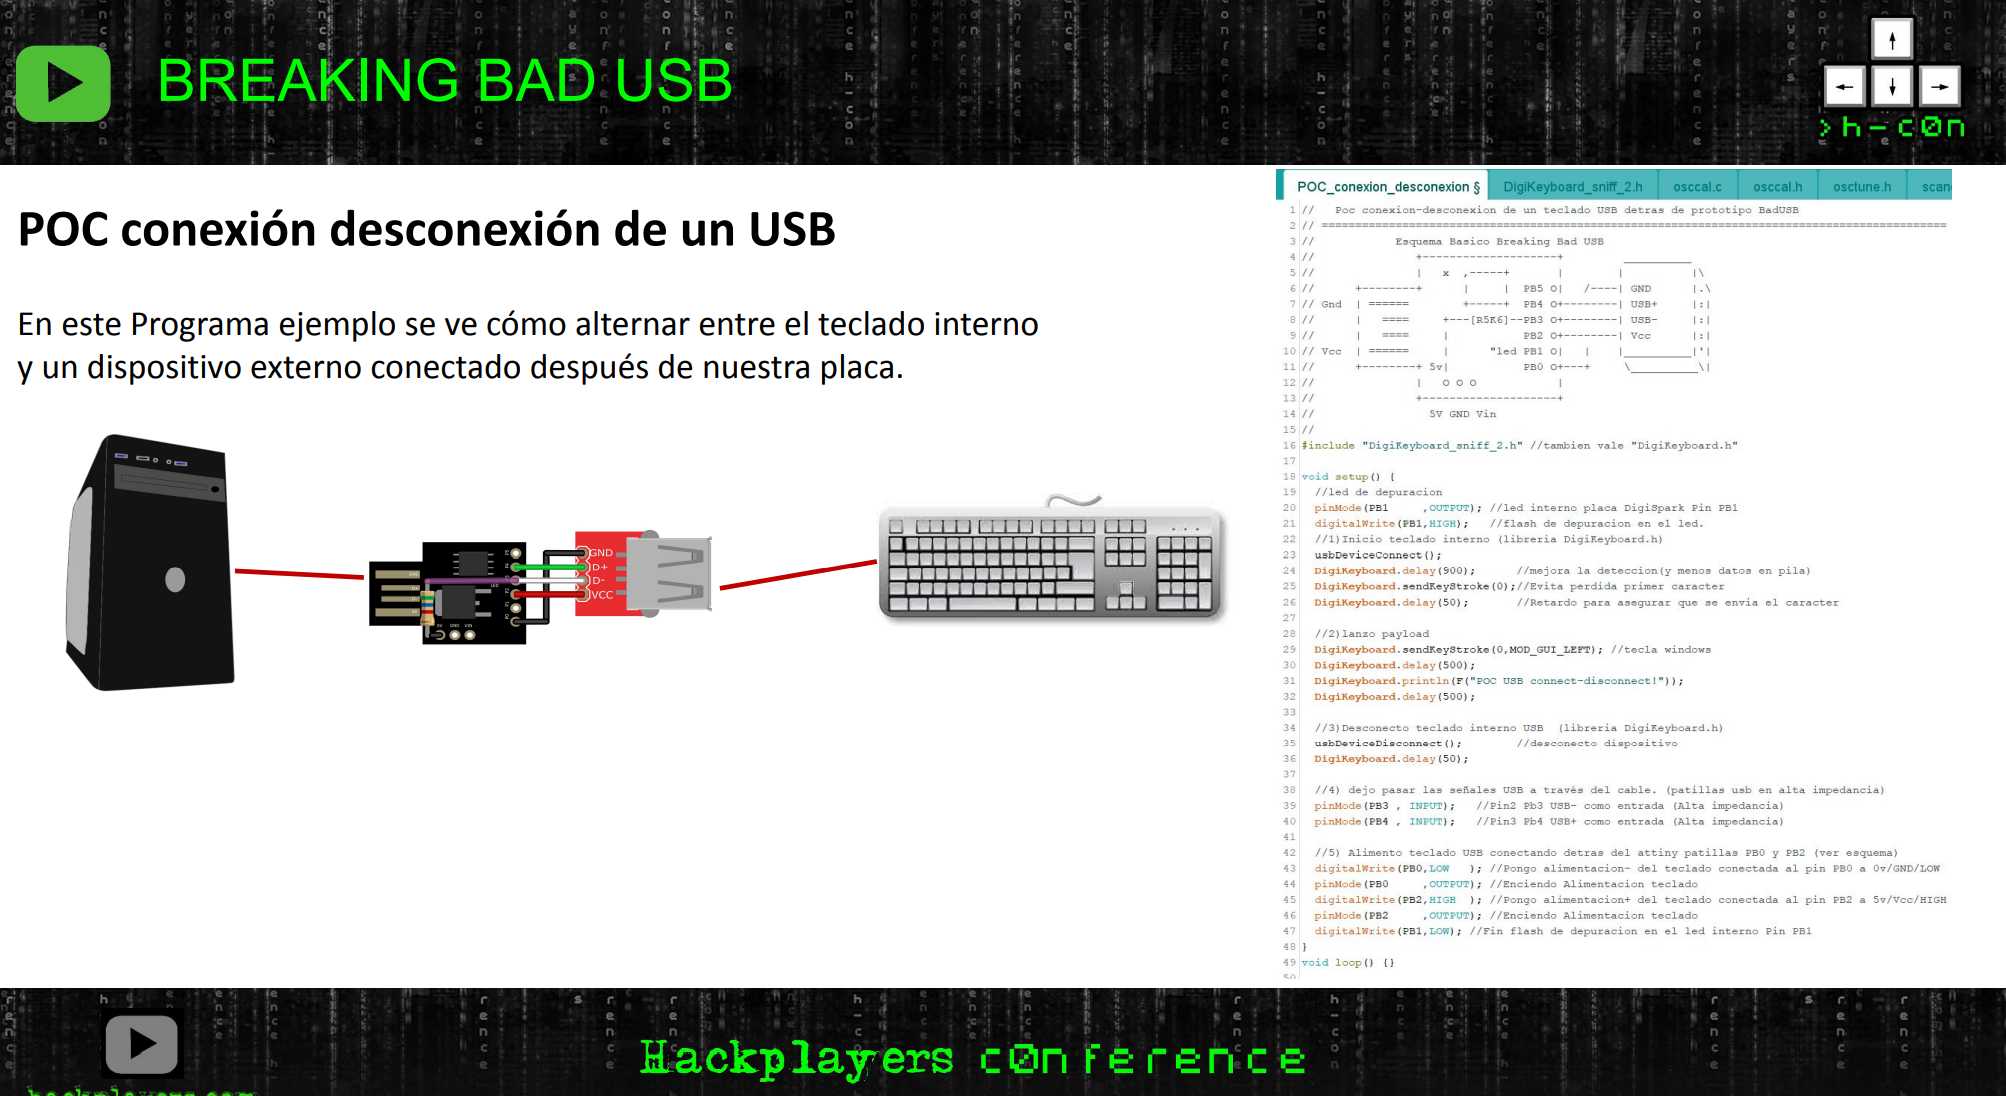 BREAKING BAD USB
>h-c0n
POC conexión desconexión de un USB
En este Programa ejemplo se ve cómo alternar entre el teclado interno
y un dispositivo externo conectado después de nuestra placa.
GND
D+
D-
VCC
5V GND VIN
POC_conexion_desconexion § DigiKeyboard_sniff_2.h osccal.c osccal.h osctune.h scan
1 //   Poc conexion-desconexion de un teclado USB detras de prototipo BadUSB
2 // =============================================================================================
3 //            Esquema Basico Breaking Bad USB
4 //               +--------------------+         __________
5 //               |   x  ,-----+       |        |          |\
6 //      +--------+      |     |  PB5 O|   /----| GND      |.\
7 // Gnd  | ======        +-----+  PB4 O+--------| USB+     |:|
8 //      |   ====     +---[R5K6]--PB3 O+--------| USB-     |:|
9 //      |   ====     |           PB2 O+--------| Vcc      |:|
10 // Vcc  | ======     |      "led PB1 O|   |    |__________|'|
11 //      +--------+ 5v|           PB0 O+---+     \__________\|
12 //               |   O O O            |
13 //               +--------------------+
14 //                 5V GND Vin
15 //
16 #include "DigiKeyboard_sniff_2.h" //tambien vale "DigiKeyboard.h"
17
18 void setup() {
19   //led de depuracion
20   pinMode(PB1     ,OUTPUT); //led interno placa DigiSpark Pin PB1
21   digitalWrite(PB1,HIGH);   //flash de depuracion en el led.
22   //1)Inicio teclado interno (libreria DigiKeyboard.h)
23   usbDeviceConnect();
24   DigiKeyboard.delay(900);      //mejora la deteccion(y menos datos en pila)
25   DigiKeyboard.sendKeyStroke(0);//Evita perdida primer caracter
26   DigiKeyboard.delay(50);       //Retardo para asegurar que se envia el caracter
27
28   //2)lanzo payload
29   DigiKeyboard.sendKeyStroke(0,MOD_GUI_LEFT); //tecla windows
30   DigiKeyboard.delay(500);
31   DigiKeyboard.println(F("POC USB connect-disconnect!"));
32   DigiKeyboard.delay(500);
33
34   //3)Desconecto teclado interno USB  (libreria DigiKeyboard.h)
35   usbDeviceDisconnect();        //desconecto dispositivo
36   DigiKeyboard.delay(50);
37
38   //4) dejo pasar las señales USB a través del cable. (patillas usb en alta impedancia)
39   pinMode(PB3 , INPUT);   //Pin2 Pb3 USB- como entrada (Alta impedancia)
40   pinMode(PB4 , INPUT);   //Pin3 Pb4 USB+ como entrada (Alta impedancia)
41
42   //5) Alimento teclado USB conectando detras del attiny patillas PB0 y PB2 (ver esquema)
43   digitalWrite(PB0,LOW   ); //Pongo alimentacion- del teclado conectada al pin PB0 a 0v/GND/LOW
44   pinMode(PB0     ,OUTPUT); //Enciendo Alimentacion teclado
45   digitalWrite(PB2,HIGH  ); //Pongo alimentacion+ del teclado conectada al pin PB2 a 5v/Vcc/HIGH
46   pinMode(PB2     ,OUTPUT); //Enciendo Alimentacion teclado
47   digitalWrite(PB1,LOW); //Fin flash de depuracion en el led interno Pin PB1
48 }
49 void loop() {}
50
Hackplayers c0nference
hackplayers.com